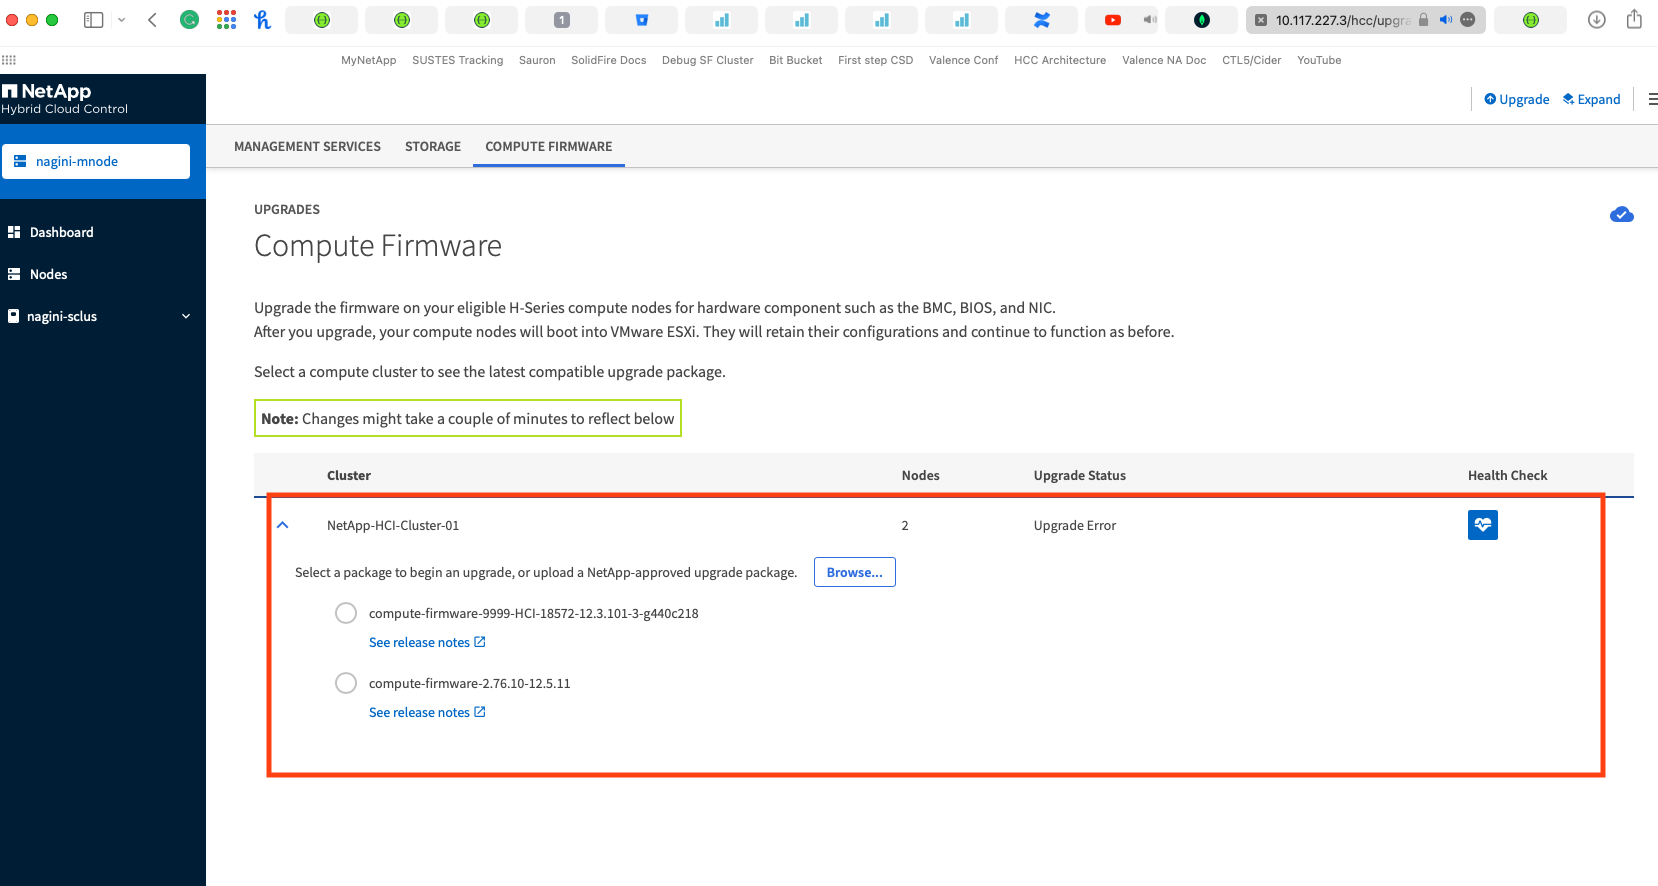 1
10.117.227.3/hcc/upgra
MyNetApp SUSTES Tracking Sauron SolidFire Docs Debug SF Cluster Bit Bucket First step CSD Valence Conf HCC Architecture Valence NA Doc CTL5/Cider YouTube
NetApp
Hybrid Cloud Control
Upgrade Expand
nagini-mnode
MANAGEMENT SERVICES STORAGE COMPUTE FIRMWARE
Dashboard
Nodes
nagini-sclus
UPGRADES
Compute Firmware
Upgrade the firmware on your eligible H-Series compute nodes for hardware component such as the BMC, BIOS, and NIC.
After you upgrade, your compute nodes will boot into VMware ESXi. They will retain their configurations and continue to function as before.
Select a compute cluster to see the latest compatible upgrade package.
Note: Changes might take a couple of minutes to reflect below
Cluster Nodes Upgrade Status Health Check
NetApp-HCI-Cluster-01 2 Upgrade Error
Select a package to begin an upgrade, or upload a NetApp-approved upgrade package. Browse...
compute-firmware-9999-HCI-18572-12.3.101-3-g440c218
See release notes
compute-firmware-2.76.10-12.5.11
See release notes